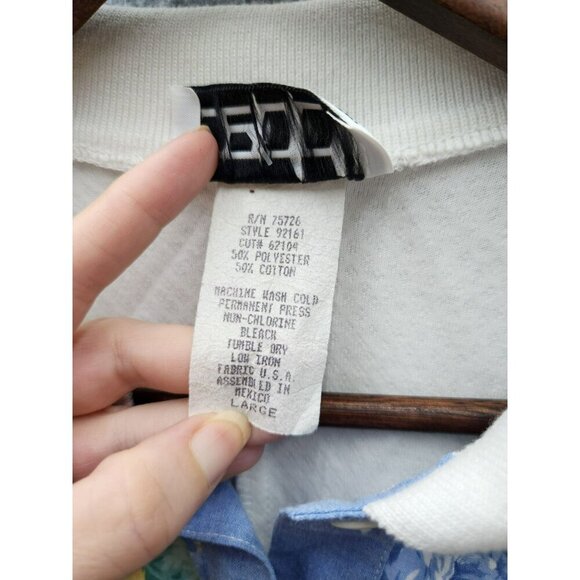 R/N 75726
STYLE 92161
CUT# 62104
50% POLYESTER
50% COTTON
MACHINE WASH COLD
PERMANENT PRESS
NON-CHLORINE
BLEACH
TUMBLE DRY
LOW IRON
FABRIC U.S.A.
ASSEMBLED IN
MEXICO
LARGE